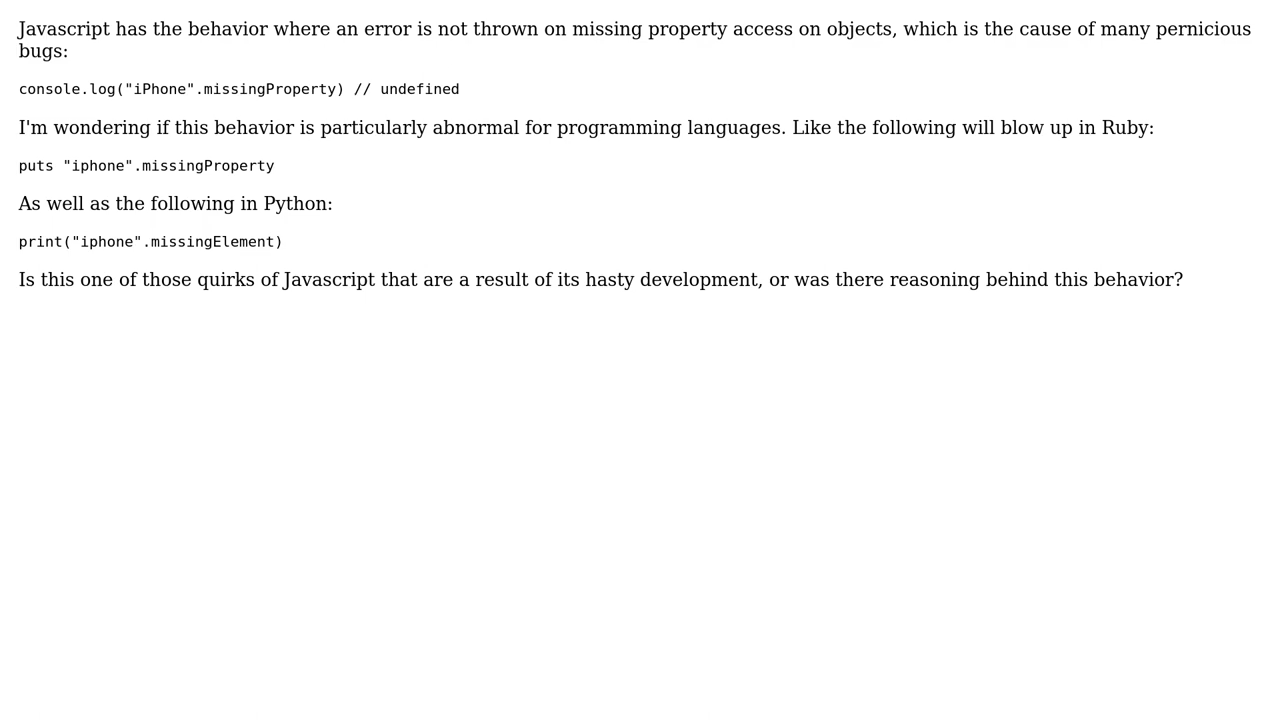 Javascript has the behavior where an error is not thrown on missing property access on objects, which is the cause of many pernicious
bugs:
console.log("iPhone".missingProperty) // undefined
I'm wondering if this behavior is particularly abnormal for programming languages. Like the following will blow up in Ruby:
puts "iphone".missingProperty
As well as the following in Python:
print("iphone".missingElement)
Is this one of those quirks of Javascript that are a result of its hasty development, or was there reasoning behind this behavior?